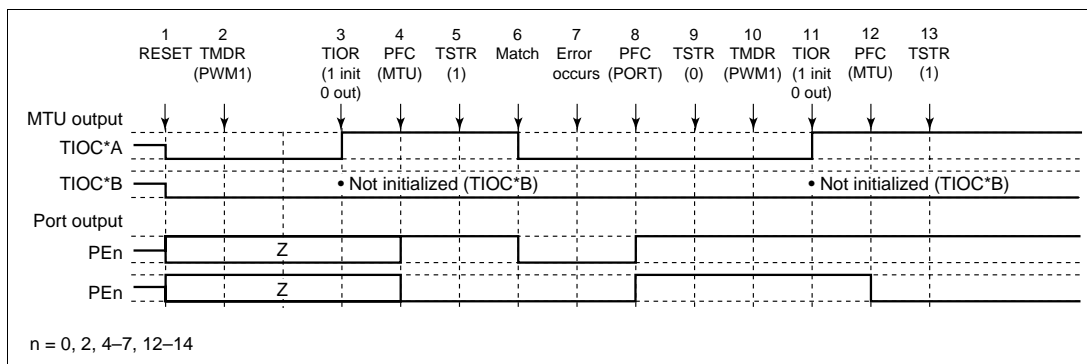 1 2 3 4 5 6 7 8 9 10 11 12 13
RESET TMDR TIOR PFC TSTR Match Error PFC TSTR TMDR TIOR PFC TSTR
(PWM1) (1 init (MTU) (1) occurs (PORT) (0) (PWM1) (1 init (MTU) (1)
0 out) 0 out)
MTU output
TIOC*A
TIOC*B • Not initialized (TIOC*B) • Not initialized (TIOC*B)
Port output
PEn Z
PEn Z
n = 0, 2, 4–7, 12–14